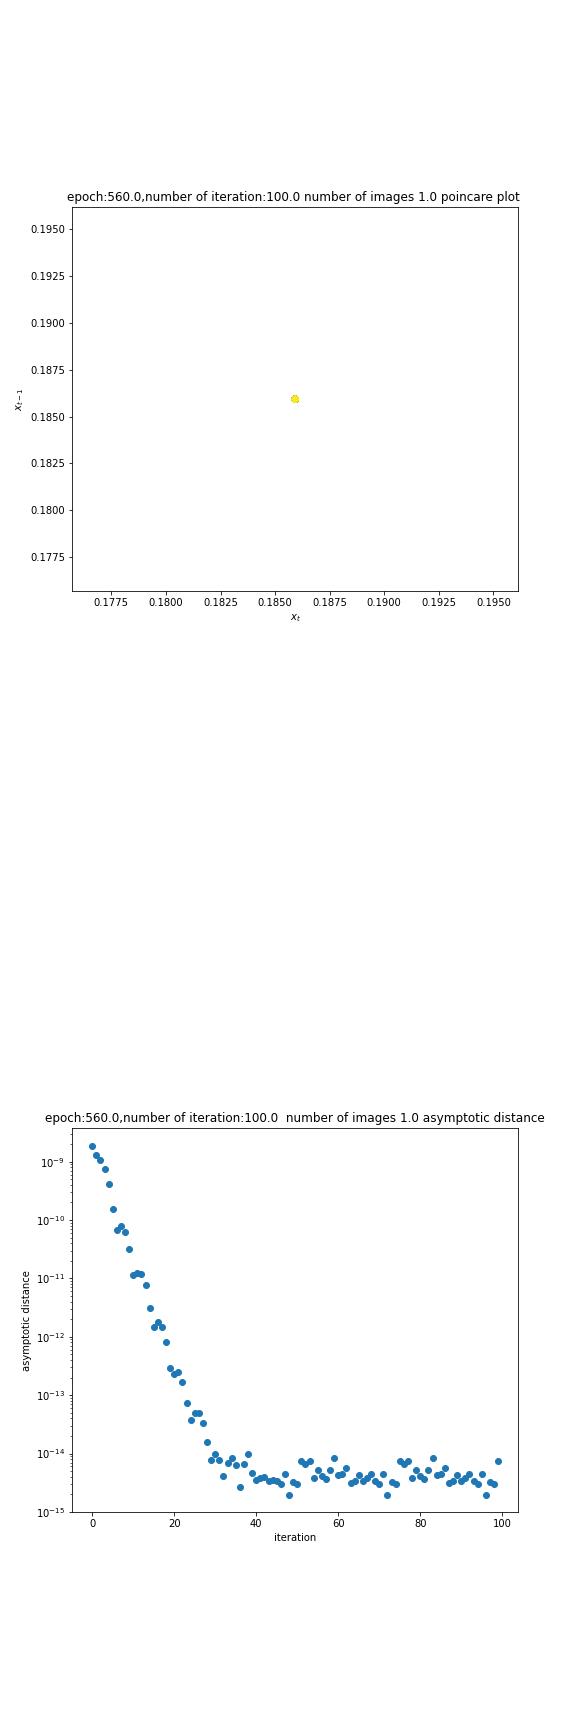 epoch:560.0,number of iteration:100.0 number of images 1.0 poincare plot
0.1950
0.1925
0.1900
0.1875
0.1850
0.1825
0.1800
0.1775
x_{t-1}
0.1775 0.1800 0.1825 0.1850 0.1875 0.1900 0.1925 0.1950
x_t
epoch:560.0,number of iteration:100.0  number of images 1.0 asymptotic distance
10^{-9}
10^{-10}
10^{-11}
10^{-12}
10^{-13}
10^{-14}
10^{-15}
asymptotic distance
0 20 40 60 80 100
iteration